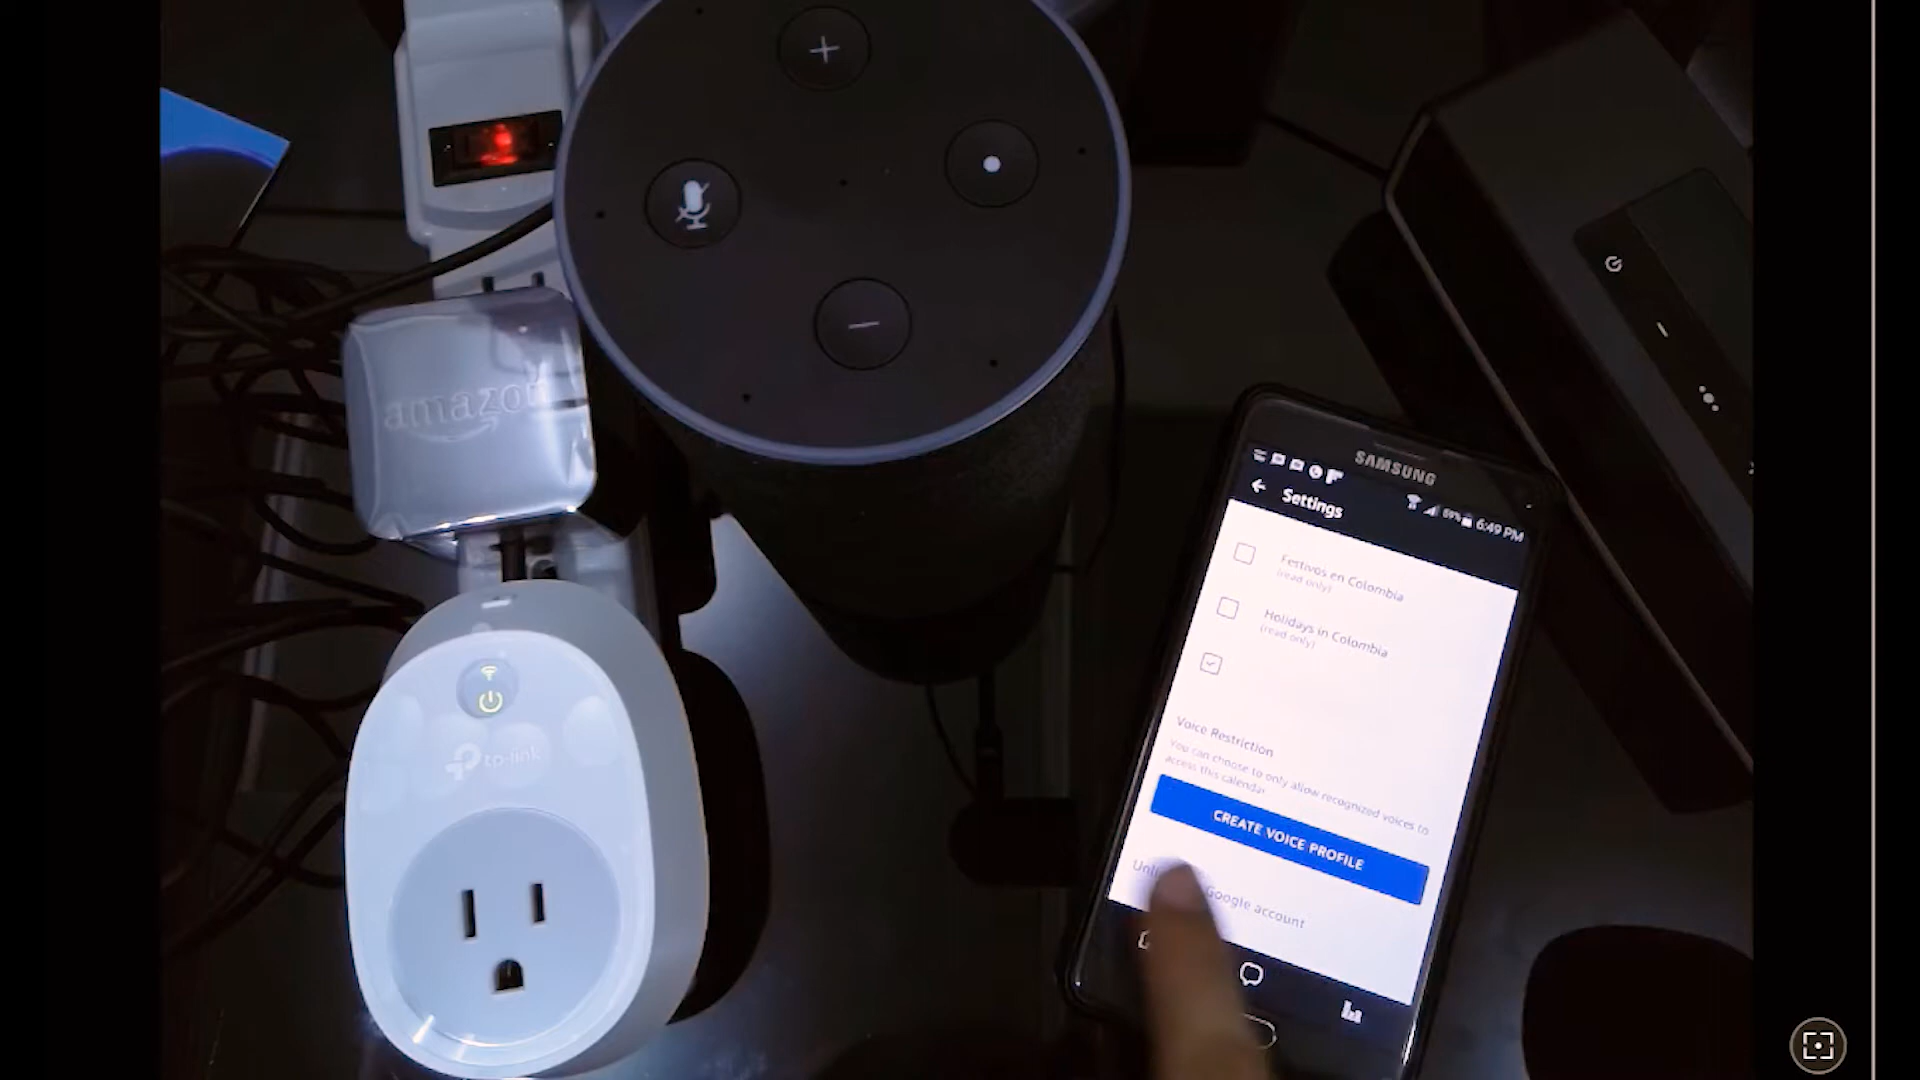 amazon
tp-link
SAMSUNG
59% 6:49 PM
Settings
Festivos en Colombia
(read only)
Holidays in Colombia
(read only)
Voice Restriction
You can choose to only allow recognized voices to
access this calendar
CREATE VOICE PROFILE
Google account